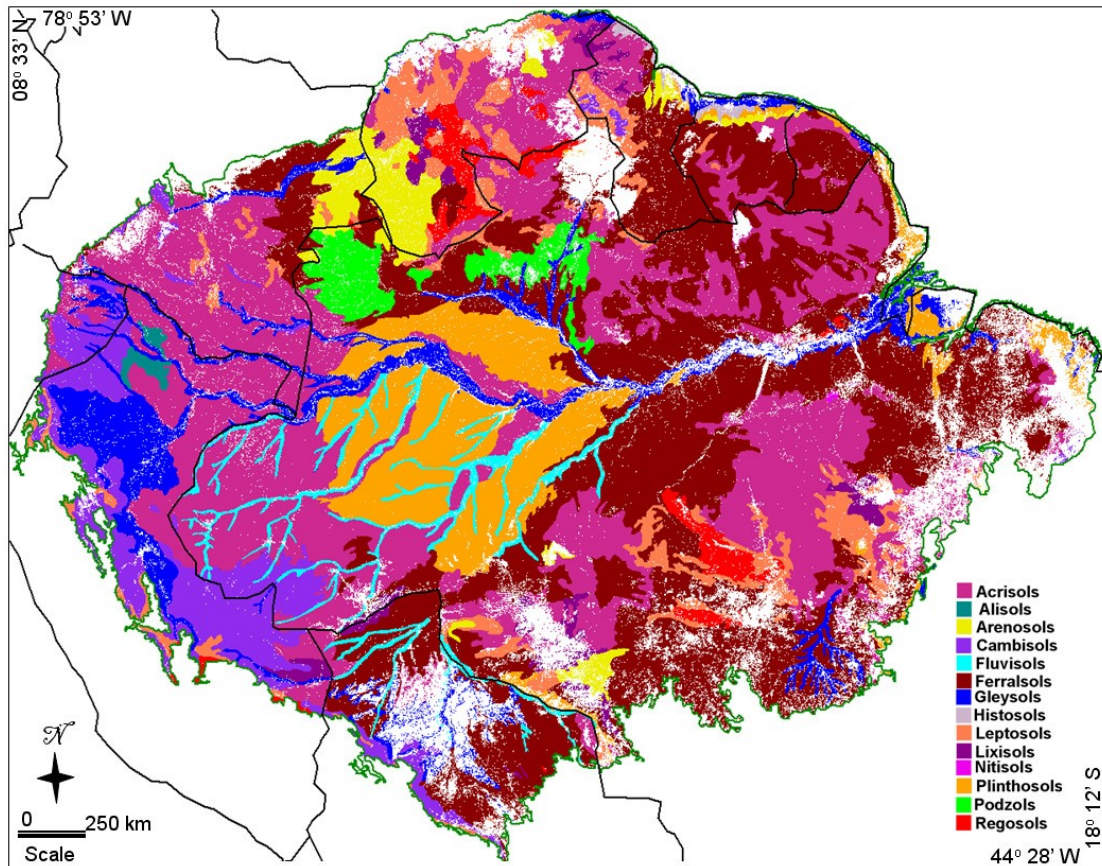 78° 53' W
08° 33' N
Acrisols
Alisols
Arenosols
Cambisols
Fluvisols
Ferralsols
Gleysols
Histosols
Leptosols
Lixisols
Nitisols
Plinthosols
Podzols
Regosols
N
0 250 km
Scale
18° 12' S
44° 28' W